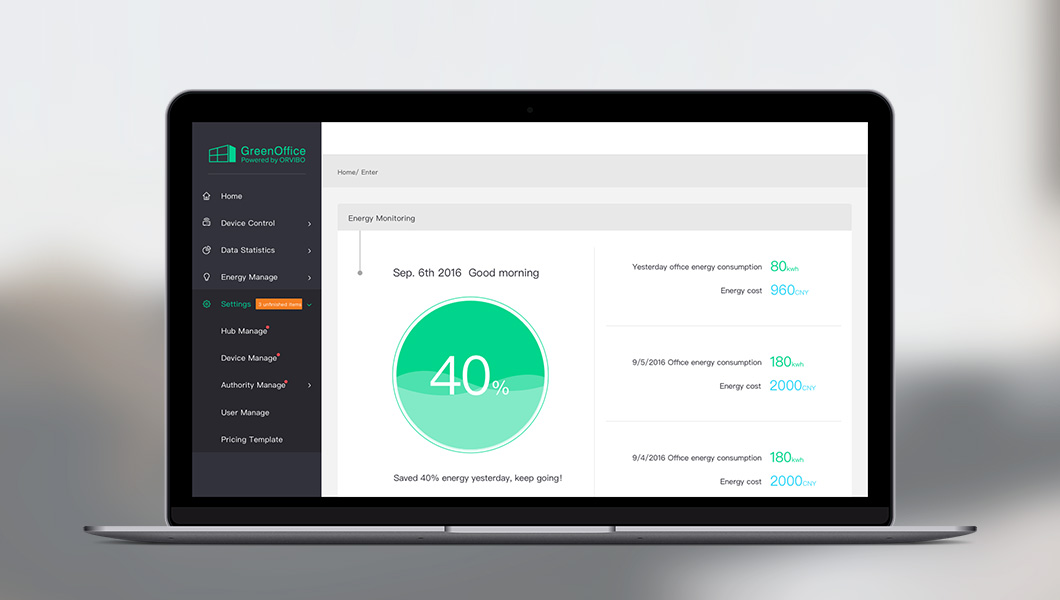 GreenOffice
Powered by ORVIBO
Home
Device Control
Data Statistics
Energy Manage
Settings 3 unfinished items
Hub Manage
Device Manage
Authority Manage
User Manage
Pricing Template
Home/ Enter
Energy Monitoring
Sep. 6th 2016 Good morning
40%
Saved 40% energy yesterday, keep going!
Yesterday office energy consumption 80kwh
Energy cost 960CNY
9/5/2016 Office energy consumption 180kwh
Energy cost 2000CNY
9/4/2016 Office energy consumption 180kwh
Energy cost 2000CNY